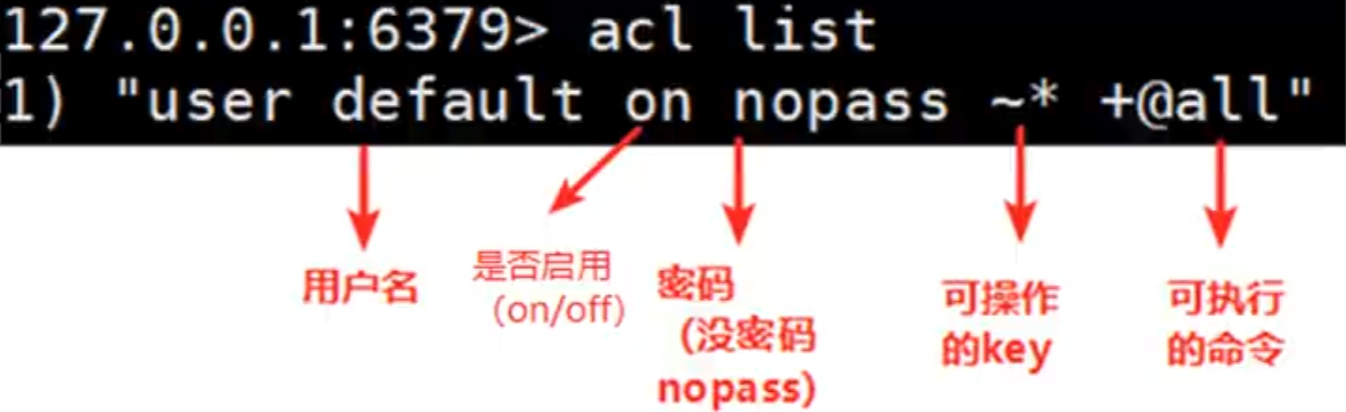 127.0.0.1:6379> acl list
1) "user default on nopass ~* +@all"
用户名
是否启用
（on/off）
密码
（没密码
nopass）
可操作
的key
可执行
的命令